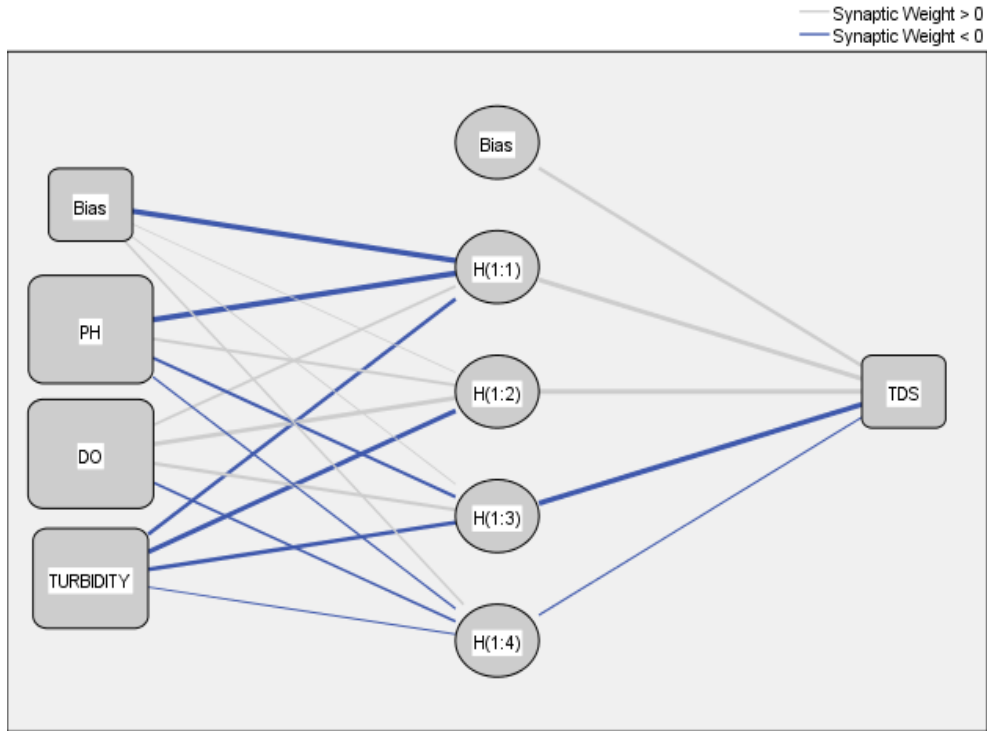 Synaptic Weight > 0
Synaptic Weight < 0
Bias
PH
DO
TURBIDITY
Bias
H(1:1)
H(1:2)
H(1:3)
H(1:4)
TDS